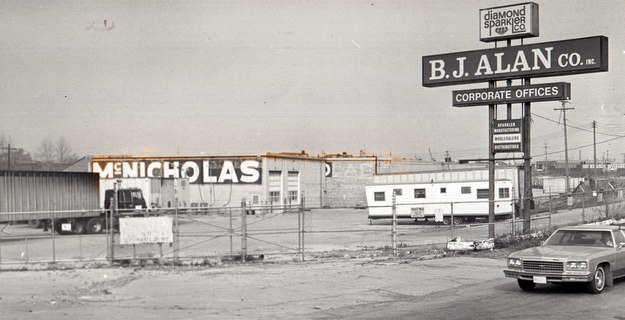 diamond
sparkler
co.
B.J. ALAN CO. INC.
CORPORATE OFFICES
SPARKLER
MANUFACTURING
WHOLESALERS
DISTRIBUTORS
McNICHOLAS